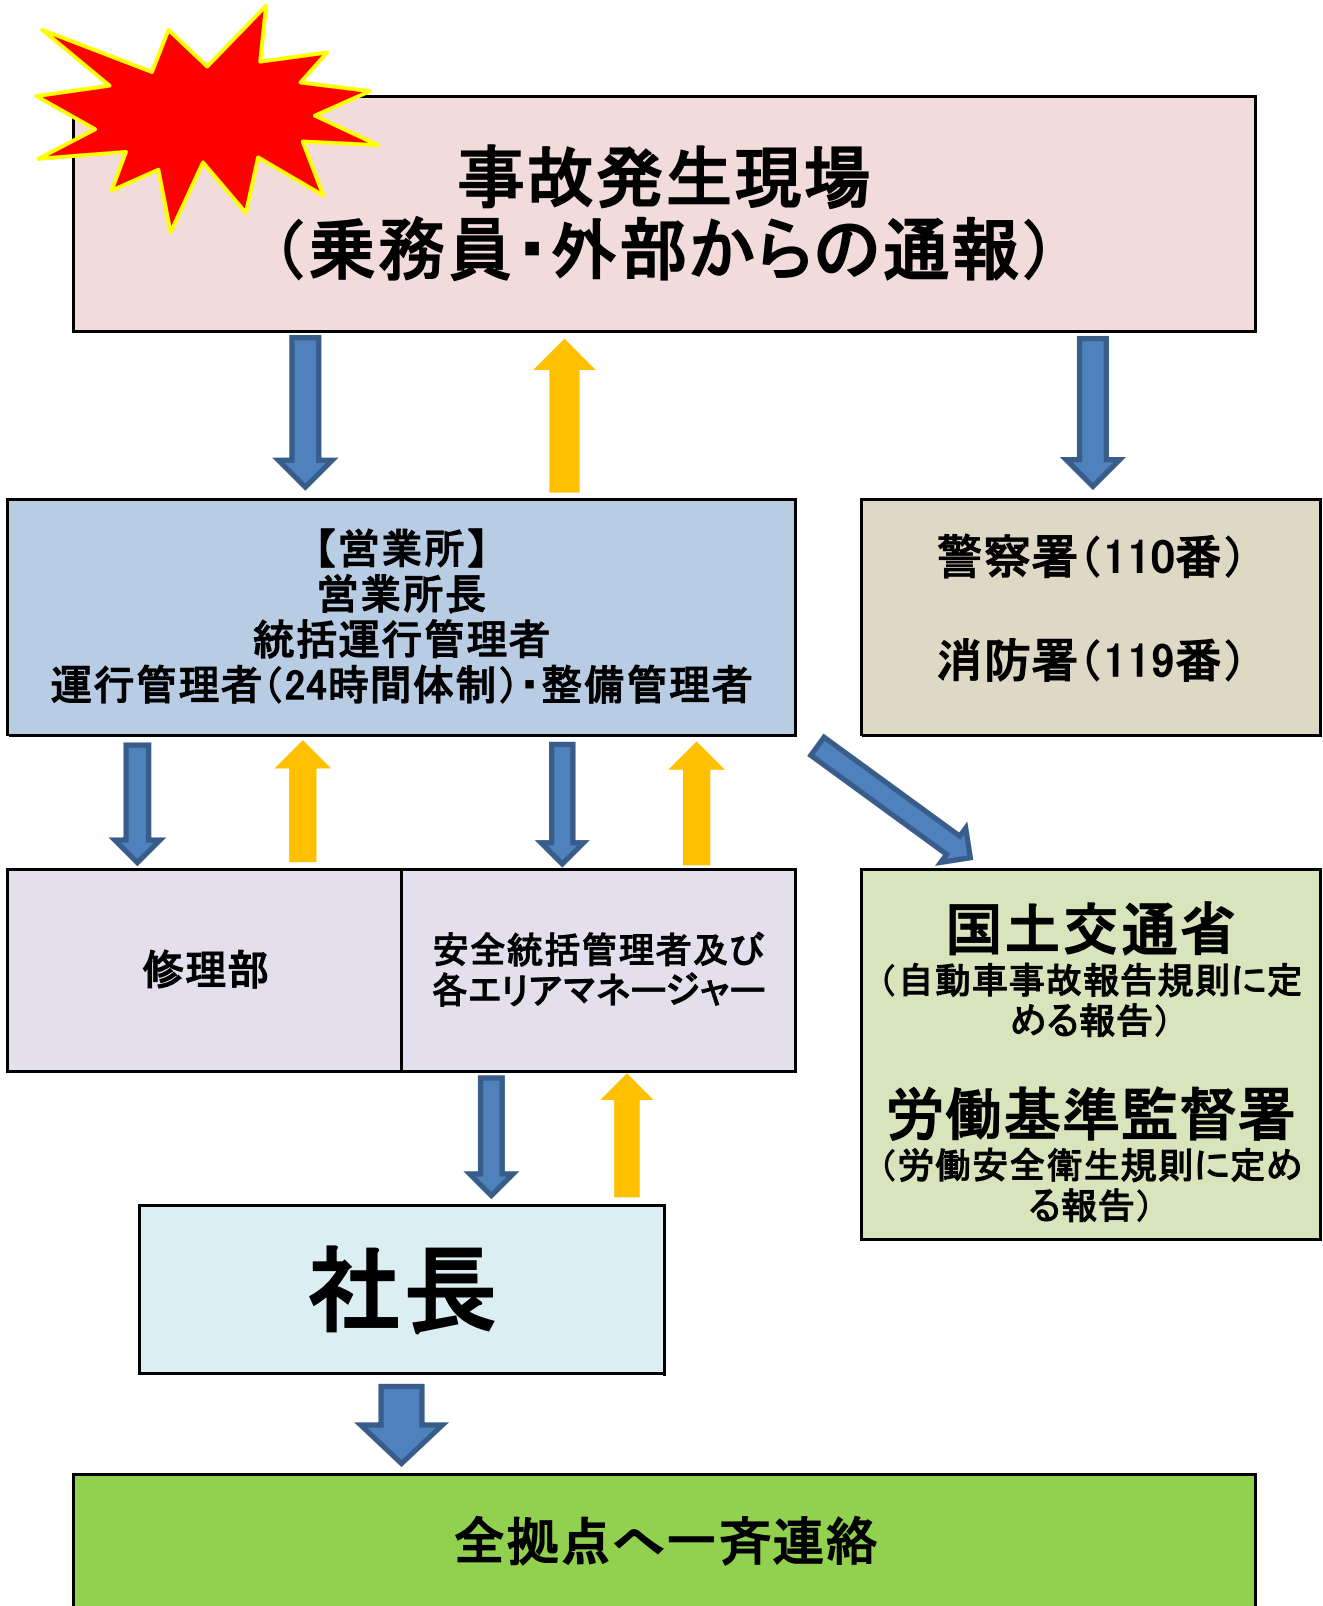 事故発生現場
（乗務員・外部からの通報）
【営業所】
営業所長
統括運行管理者
運行管理者（24時間体制）・整備管理者
警察署（110番）
消防署（119番）
修理部
安全統括管理者及び
各エリアマネージャー
国土交通省
（自動車事故報告規則に定
める報告）
労働基準監督署
（労働安全衛生規則に定め
る報告）
社長
全拠点へ一斉連絡